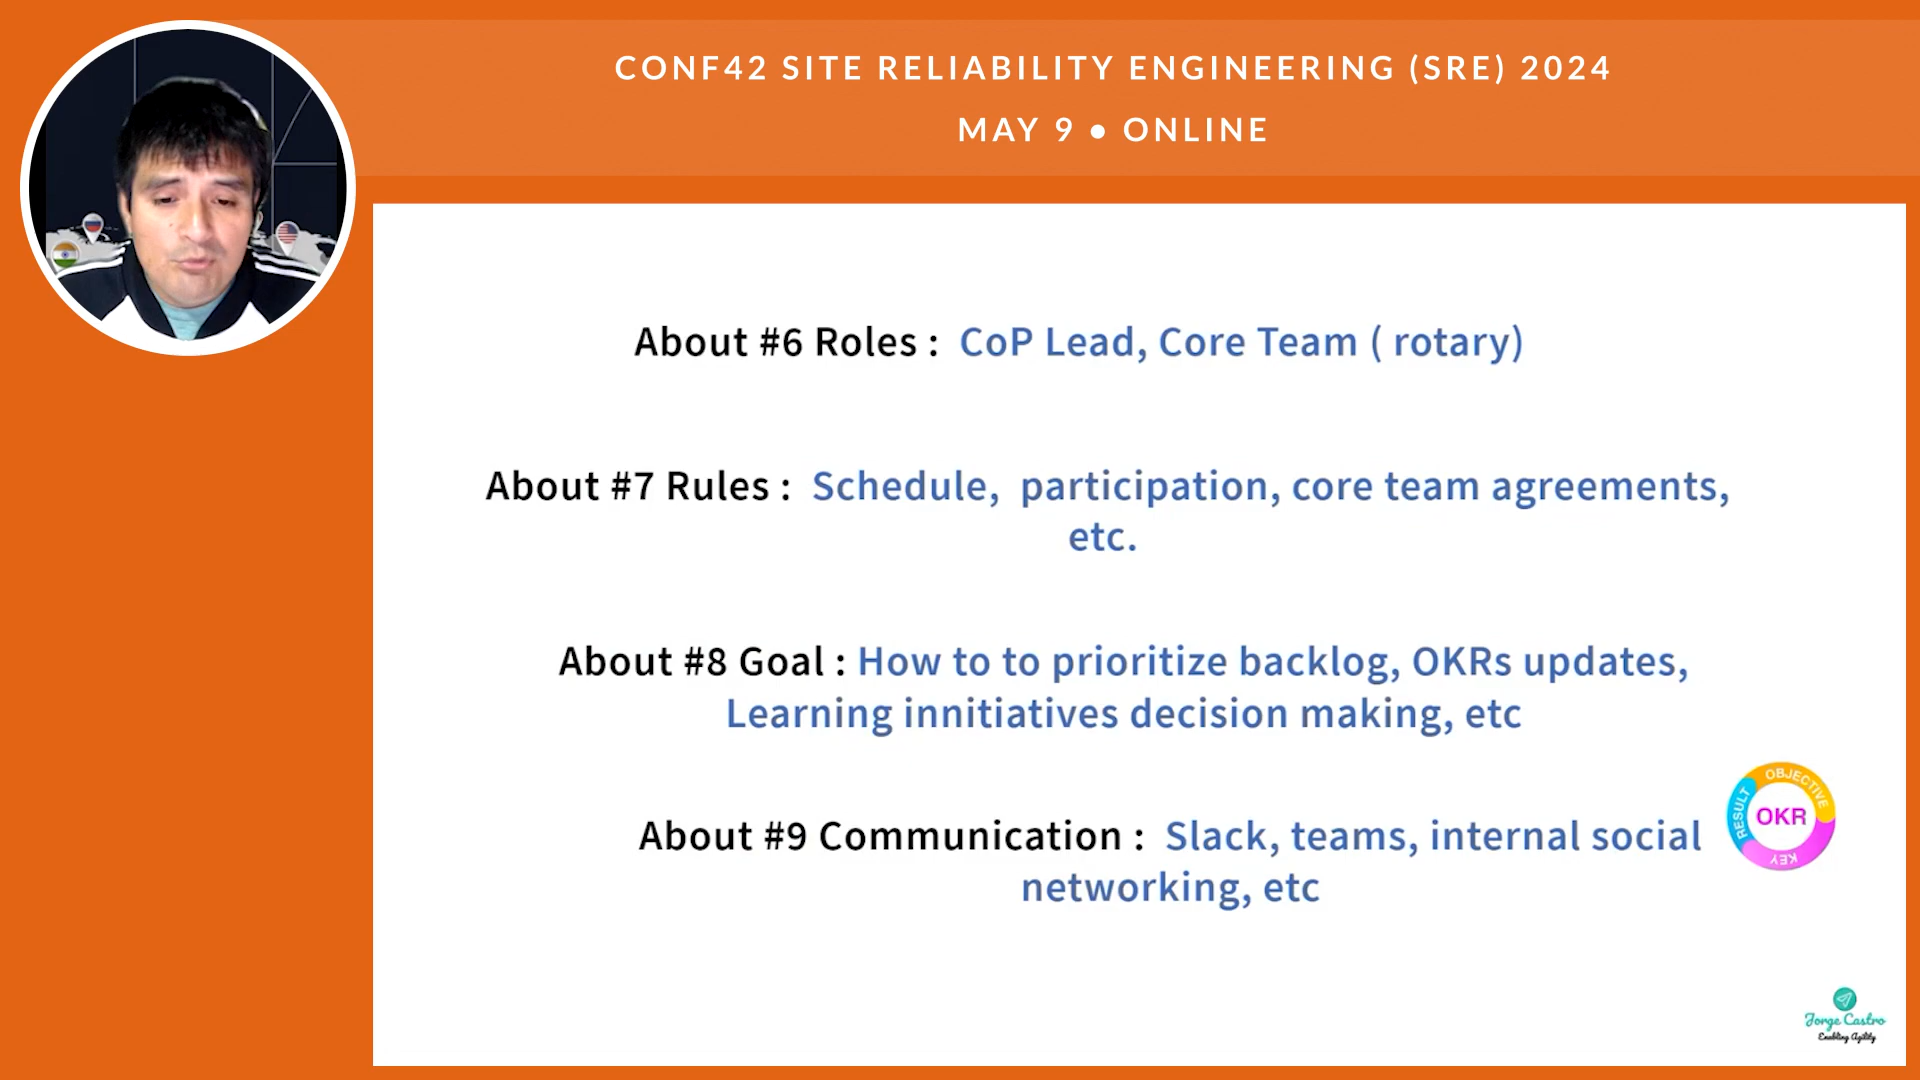 CONF42 SITE RELIABILITY ENGINEERING (SRE) 2024
MAY 9 • ONLINE
About #6 Roles : CoP Lead, Core Team ( rotary)
About #7 Rules : Schedule, participation, core team agreements,
etc.
About #8 Goal : How to to prioritize backlog, OKRs updates,
Learning innitiatives decision making, etc
About #9 Communication : Slack, teams, internal social
networking, etc
OBJECTIVE
KEY
RESULT
OKR
Jorge Castro
Enabling Agility